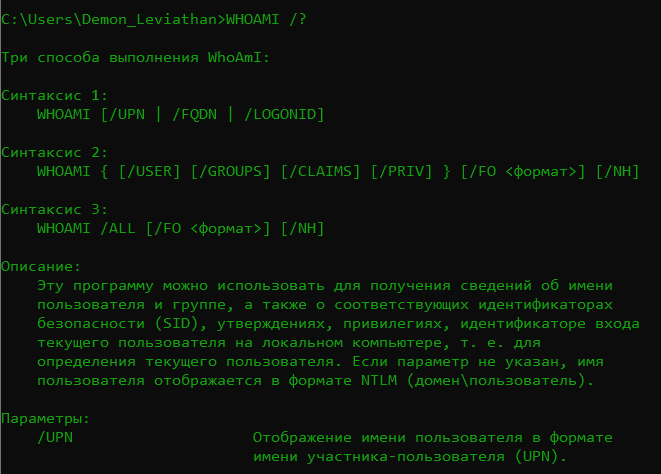 C:\Users\Demon_Leviathan>WHOAMI /?
Три способа выполнения WhoAmI:
Синтаксис 1:
WHOAMI [/UPN | /FQDN | /LOGONID]
Синтаксис 2:
WHOAMI { [/USER] [/GROUPS] [/CLAIMS] [/PRIV] } [/FO <формат>] [/NH]
Синтаксис 3:
WHOAMI /ALL [/FO <формат>] [/NH]
Описание:
Эту программу можно использовать для получения сведений об имени
пользователя и группе, а также о соответствующих идентификаторах
безопасности (SID), утверждениях, привилегиях, идентификаторе входа
текущего пользователя на локальном компьютере, т. е. для
определения текущего пользователя. Если параметр не указан, имя
пользователя отображается в формате NTLM (домен\пользователь).
Параметры:
/UPN Отображение имени пользователя в формате
имени участника-пользователя (UPN).